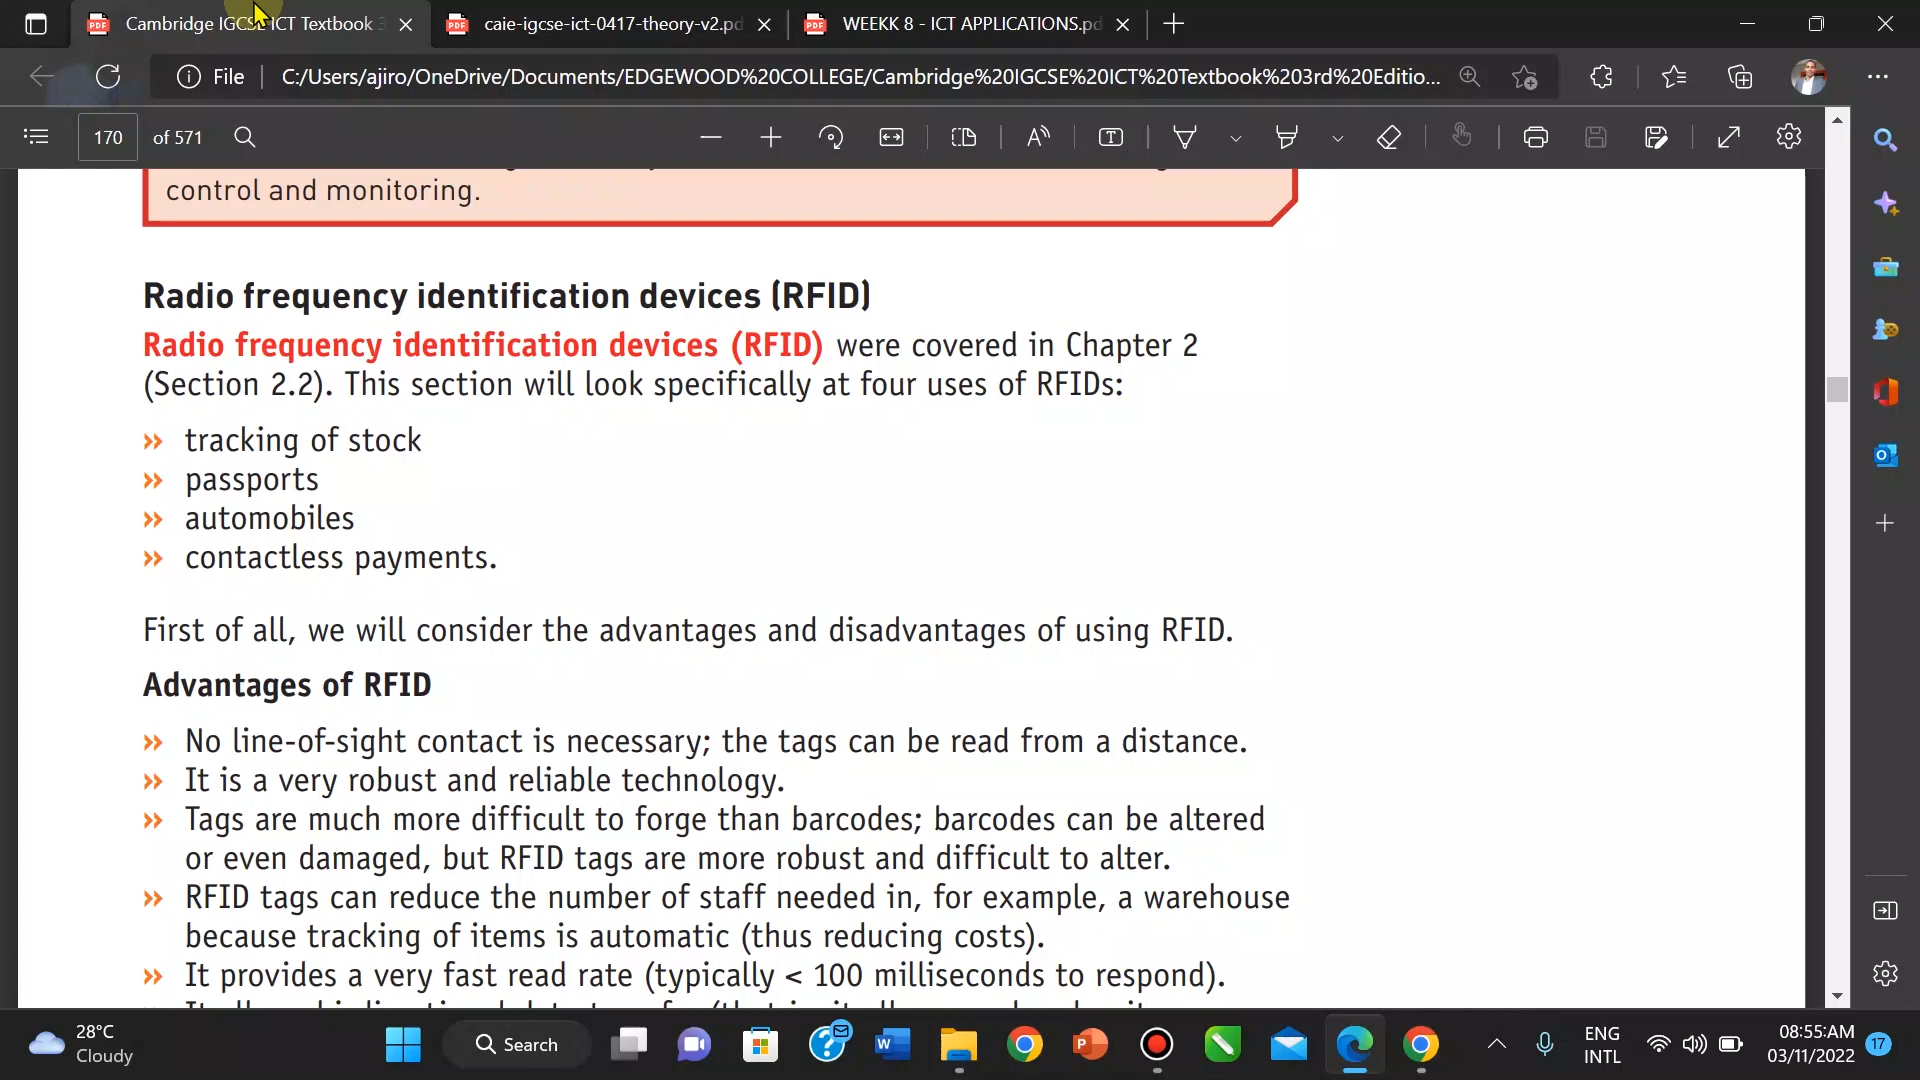 Cambridge IGCSE ICT Textbook 3
caie-igcse-ict-0417-theory-v2.pd
WEEKK 8 - ICT APPLICATIONS.pd
File
C:/Users/ajiro/OneDrive/Documents/EDGEWOOD%20COLLEGE/Cambridge%20IGCSE%20ICT%20Textbook%203rd%20Editio...
170 of 571
control and monitoring.
Radio frequency identification devices (RFID)
Radio frequency identification devices (RFID) were covered in Chapter 2
(Section 2.2). This section will look specifically at four uses of RFIDs:
» tracking of stock
» passports
» automobiles
» contactless payments.
First of all, we will consider the advantages and disadvantages of using RFID.
Advantages of RFID
» No line-of-sight contact is necessary; the tags can be read from a distance.
» It is a very robust and reliable technology.
» Tags are much more difficult to forge than barcodes; barcodes can be altered
or even damaged, but RFID tags are more robust and difficult to alter.
» RFID tags can reduce the number of staff needed in, for example, a warehouse
because tracking of items is automatic (thus reducing costs).
» It provides a very fast read rate (typically < 100 milliseconds to respond).
28°C
Cloudy
Search
ENG
INTL
08:55:AM
03/11/2022
17